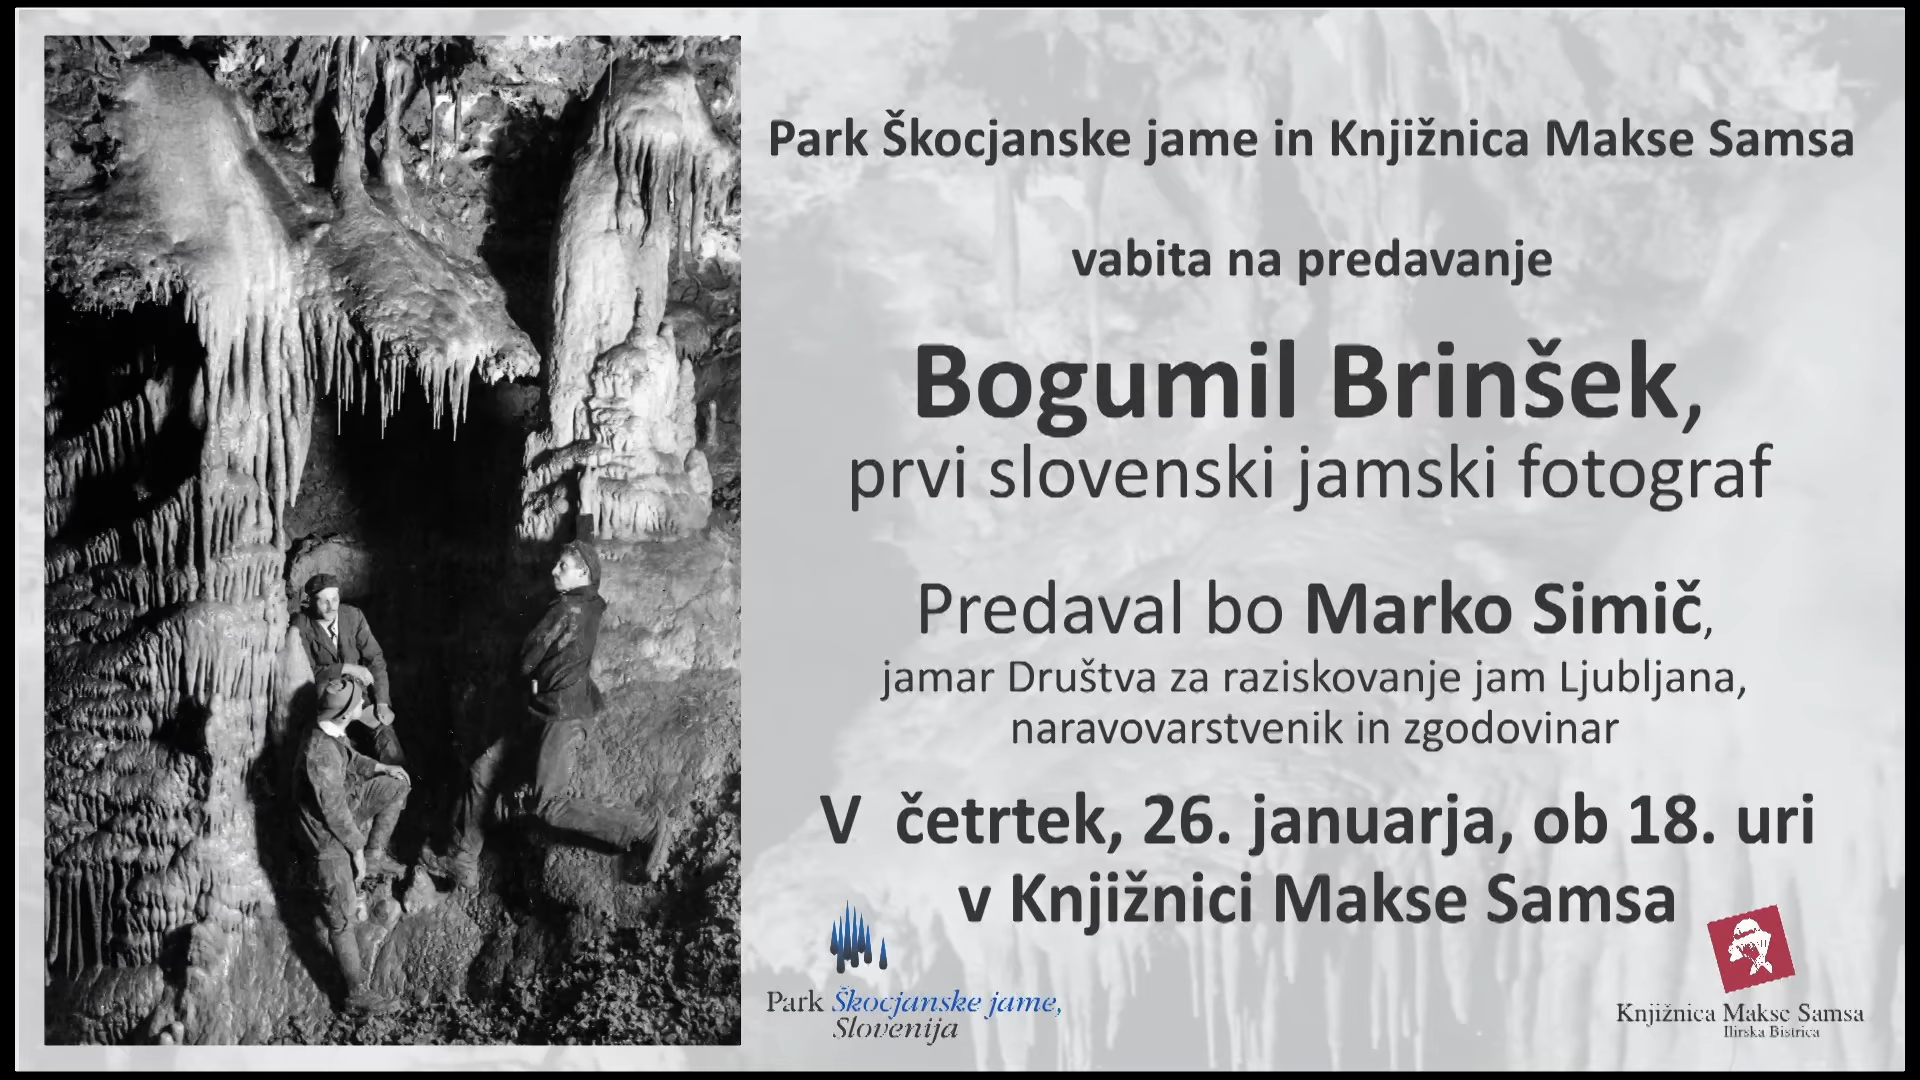 Park Škocjanske jame in Knjižnica Makse Samsa
vabita na predavanje
Bogumil Brinšek,
prvi slovenski jamski fotograf
Predaval bo Marko Simič,
jamar Društva za raziskovanje jam Ljubljana,
naravovarstvenik in zgodovinar
V četrtek, 26. januarja, ob 18. uri
v Knjižnici Makse Samsa
Park Škocjanske jame,
Slovenija
Knjižnica Makse Samsa
Ilirska Bistrica